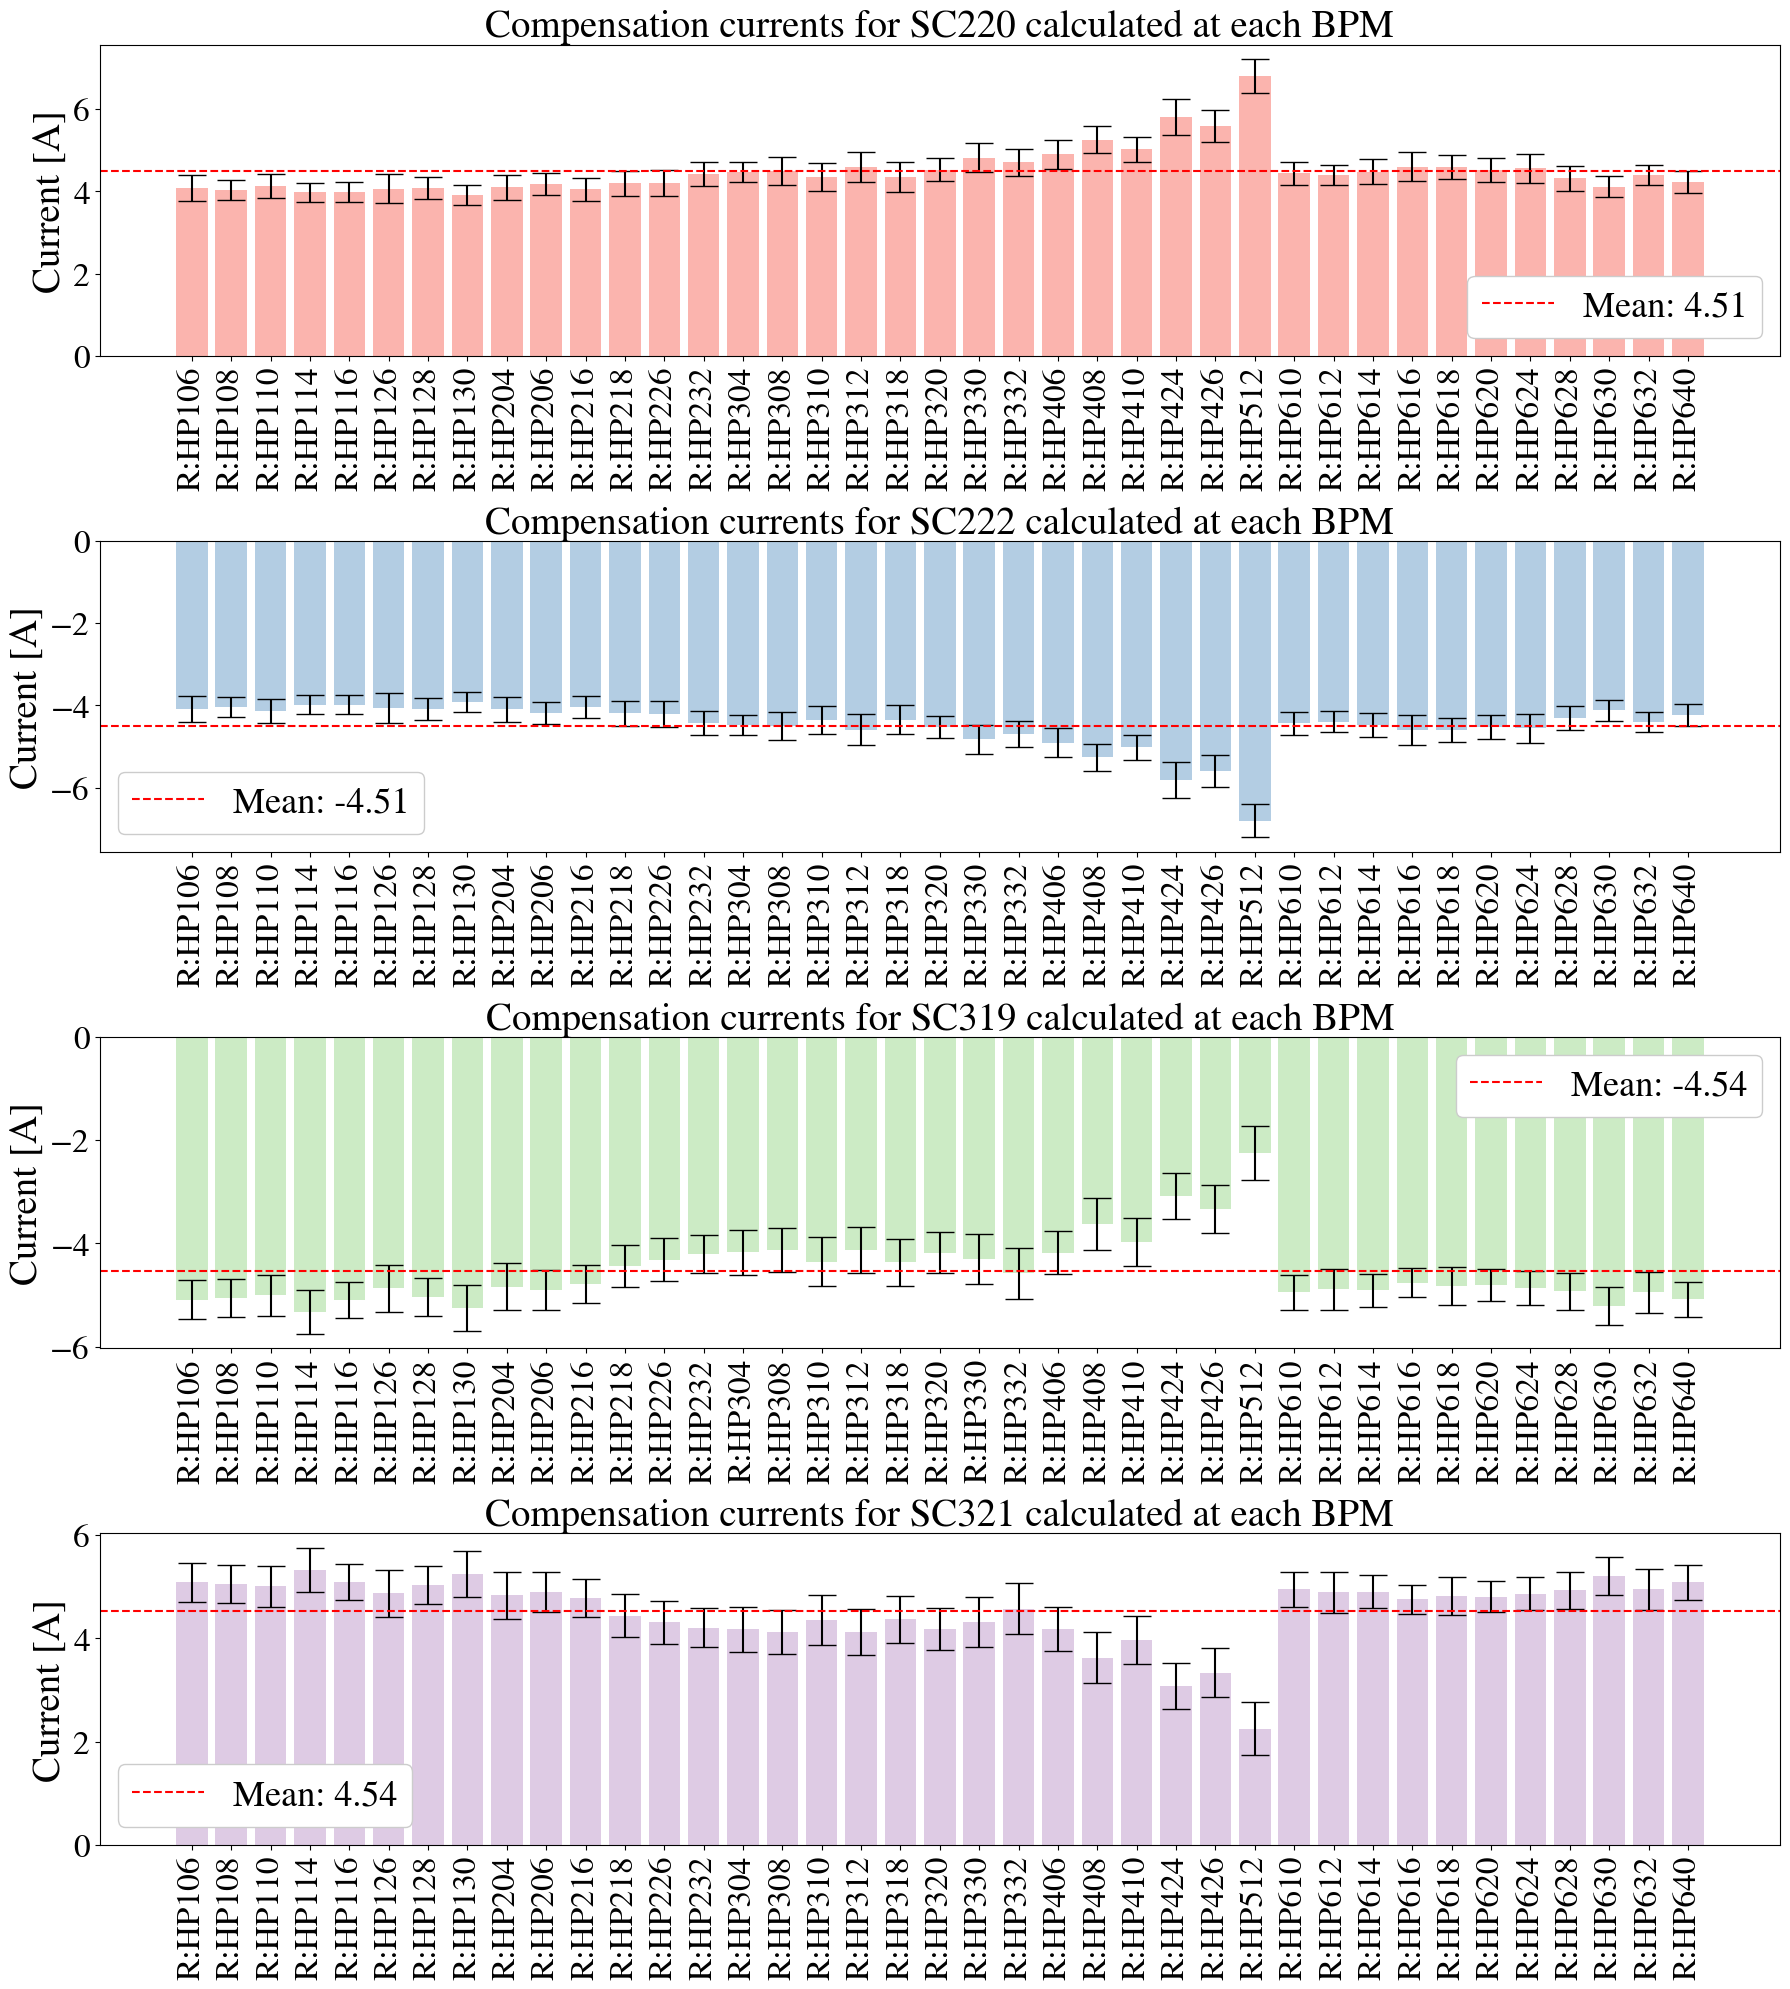 Compensation currents for SC220 calculated at each BPM
Current [A]
6
4
2
0
Mean: 4.51
R:HP106 R:HP108 R:HP110 R:HP114 R:HP116 R:HP126 R:HP128 R:HP130 R:HP204 R:HP206 R:HP216 R:HP218 R:HP226 R:HP232 R:HP304 R:HP308 R:HP310 R:HP312 R:HP318 R:HP320 R:HP330 R:HP332 R:HP406 R:HP408 R:HP410 R:HP424 R:HP426 R:HP512 R:HP610 R:HP612 R:HP614 R:HP616 R:HP618 R:HP620 R:HP624 R:HP628 R:HP630 R:HP632 R:HP640
Compensation currents for SC222 calculated at each BPM
Current [A]
0
−2
−4
−6
Mean: -4.51
R:HP106 R:HP108 R:HP110 R:HP114 R:HP116 R:HP126 R:HP128 R:HP130 R:HP204 R:HP206 R:HP216 R:HP218 R:HP226 R:HP232 R:HP304 R:HP308 R:HP310 R:HP312 R:HP318 R:HP320 R:HP330 R:HP332 R:HP406 R:HP408 R:HP410 R:HP424 R:HP426 R:HP512 R:HP610 R:HP612 R:HP614 R:HP616 R:HP618 R:HP620 R:HP624 R:HP628 R:HP630 R:HP632 R:HP640
Compensation currents for SC319 calculated at each BPM
Current [A]
0
−2
−4
−6
Mean: -4.54
R:HP106 R:HP108 R:HP110 R:HP114 R:HP116 R:HP126 R:HP128 R:HP130 R:HP204 R:HP206 R:HP216 R:HP218 R:HP226 R:HP232 R:HP304 R:HP308 R:HP310 R:HP312 R:HP318 R:HP320 R:HP330 R:HP332 R:HP406 R:HP408 R:HP410 R:HP424 R:HP426 R:HP512 R:HP610 R:HP612 R:HP614 R:HP616 R:HP618 R:HP620 R:HP624 R:HP628 R:HP630 R:HP632 R:HP640
Compensation currents for SC321 calculated at each BPM
Current [A]
6
4
2
0
Mean: 4.54
R:HP106 R:HP108 R:HP110 R:HP114 R:HP116 R:HP126 R:HP128 R:HP130 R:HP204 R:HP206 R:HP216 R:HP218 R:HP226 R:HP232 R:HP304 R:HP308 R:HP310 R:HP312 R:HP318 R:HP320 R:HP330 R:HP332 R:HP406 R:HP408 R:HP410 R:HP424 R:HP426 R:HP512 R:HP610 R:HP612 R:HP614 R:HP616 R:HP618 R:HP620 R:HP624 R:HP628 R:HP630 R:HP632 R:HP640